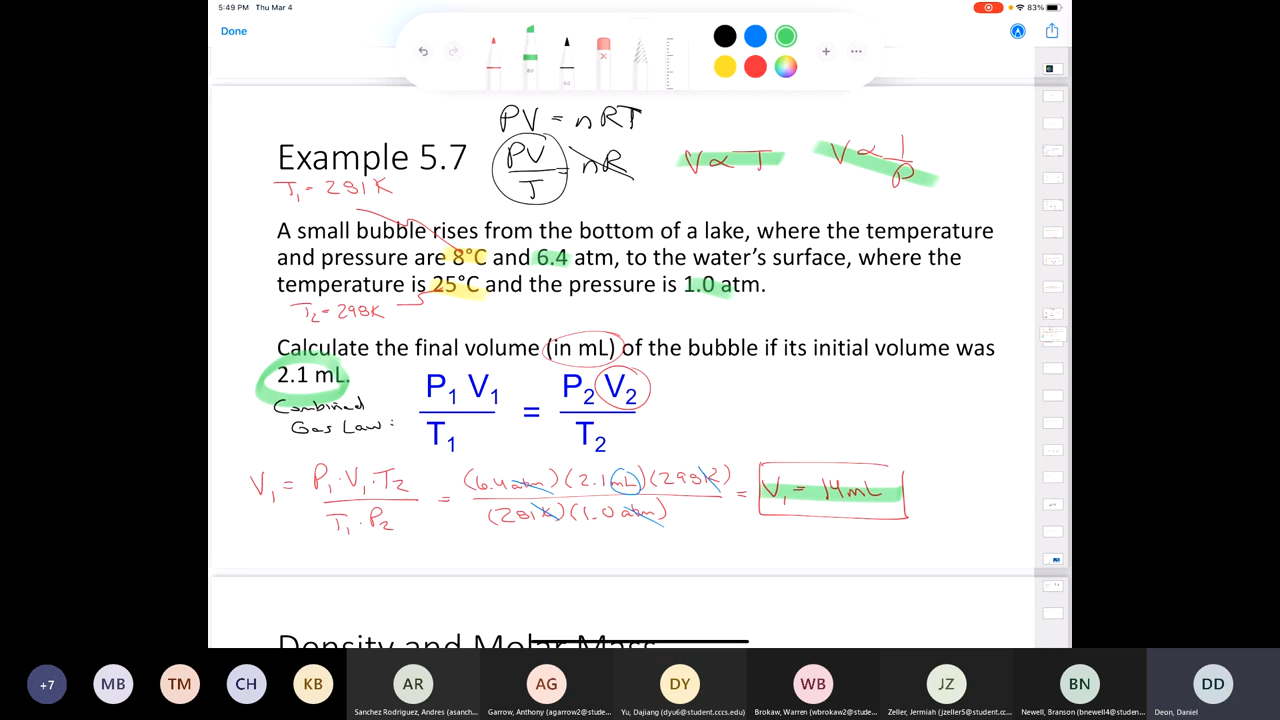 5:49 PM Thu Mar 4
83%
Done
PV = nRT
Example 5.7
PV/T = nR
V ∝ T
V ∝ 1/P
T₁ = 281K
A small bubble rises from the bottom of a lake, where the temperature
and pressure are 8°C and 6.4 atm, to the water's surface, where the
temperature is 25°C and the pressure is 1.0 atm.
T₂ = 298K
Calculate the final volume (in mL) of the bubble if its initial volume was
2.1 mL.
Combined
Gas Law:
P₁ V₁ / T₁ = P₂ V₂ / T₂
V₁ = P₁·V₁·T₂ / T₁·P₂ = (6.4 atm)(2.1 mL)(298K) / (281K)(1.0 atm) = V₁ = 14mL
Density and Molar Mass
+7 MB TM CH KB AR AG DY WB JZ BN DD
Sanchez Rodriguez, Andres (asanch... Garrow, Anthony (agarrow2@stude... Yu, Dajiang (dyu6@student.cccs.edu) Brokaw, Warren (wbrokaw2@stude... Zeller, Jermiah (jzeller5@student.c... Newell, Branson (bnewell4@studen... Deon, Daniel